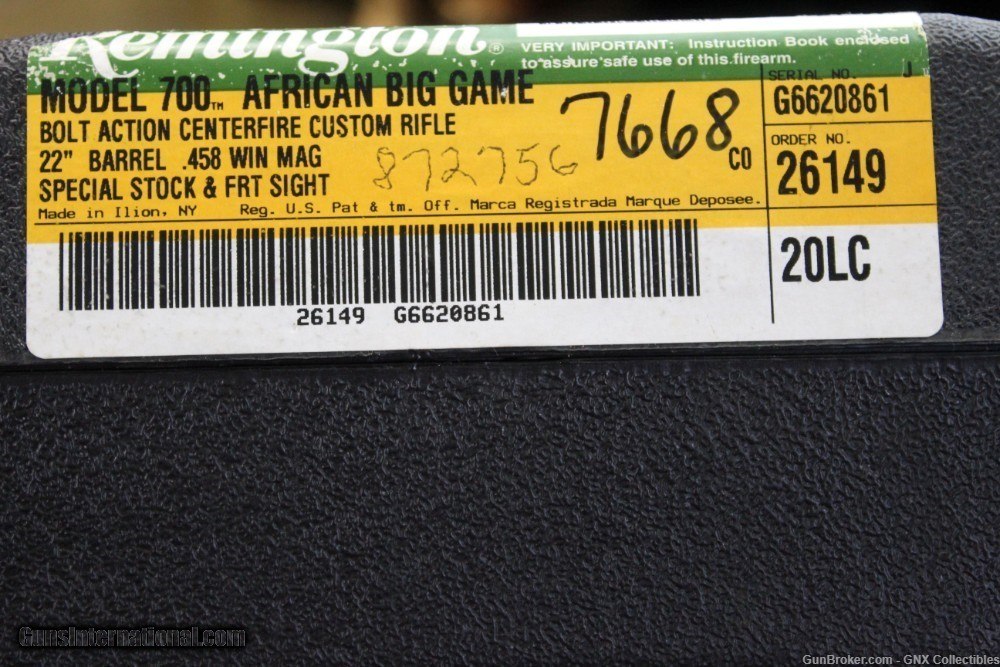 Remington®
VERY IMPORTANT: Instruction Book enclosed
to assure safe use of this firearm.
MODEL 700™ AFRICAN BIG GAME
BOLT ACTION CENTERFIRE CUSTOM RIFLE
22" BARREL .458 WIN MAG
SPECIAL STOCK & FRT SIGHT
872756
7668
CO
Made in Ilion, NY Reg. U.S. Pat & tm. Off. Marca Registrada Marque Deposee.
SERIAL NO. J
G6620861
ORDER NO.
26149
20LC
26149 G6620861
GunsInternational.com
GunBroker.com - GNX Collectibles